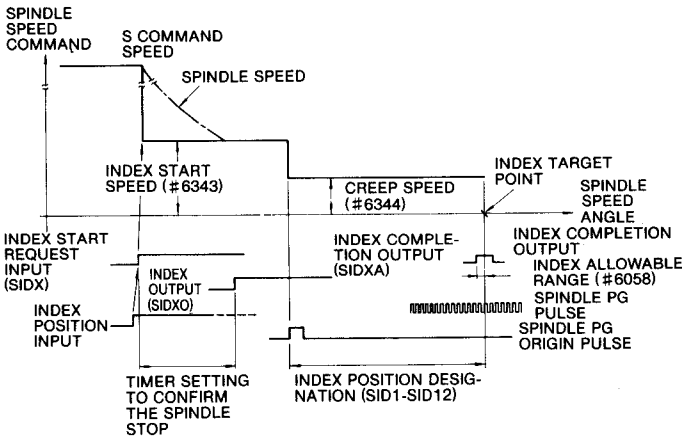 SPINDLE
SPEED
COMMAND
S COMMAND
SPEED
SPINDLE SPEED
INDEX START
SPEED (#6343)
CREEP SPEED
(#6344)
INDEX TARGET
POINT
SPINDLE
SPEED
ANGLE
INDEX START
REQUEST
INPUT
(SIDX)
INDEX
OUTPUT
(SIDXO)
INDEX COMPLE-
TION OUTPUT
(SIDXA)
INDEX COMPLETION
OUTPUT
INDEX ALLOWABLE
RANGE (#6058)
INDEX
POSITION
INPUT
SPINDLE PG
PULSE
SPINDLE PG
ORIGIN PULSE
TIMER SETTING
TO CONFIRM
THE SPINDLE
STOP
INDEX POSITION DESIG-
NATION (SID1-SID12)